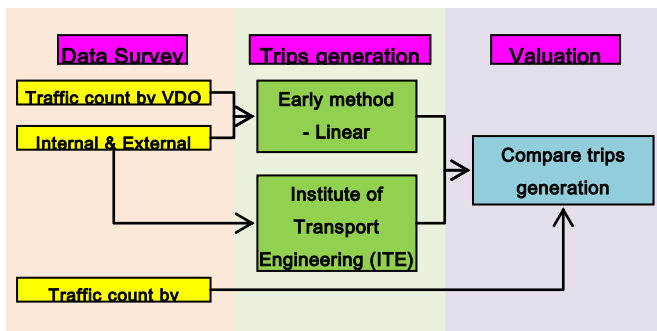 Data Survey
Trips generation
Valuation
Traffic count by VDO
Internal & External
Traffic count by
Early method
- Linear
Institute of
Transport
Engineering (ITE)
Compare trips
generation